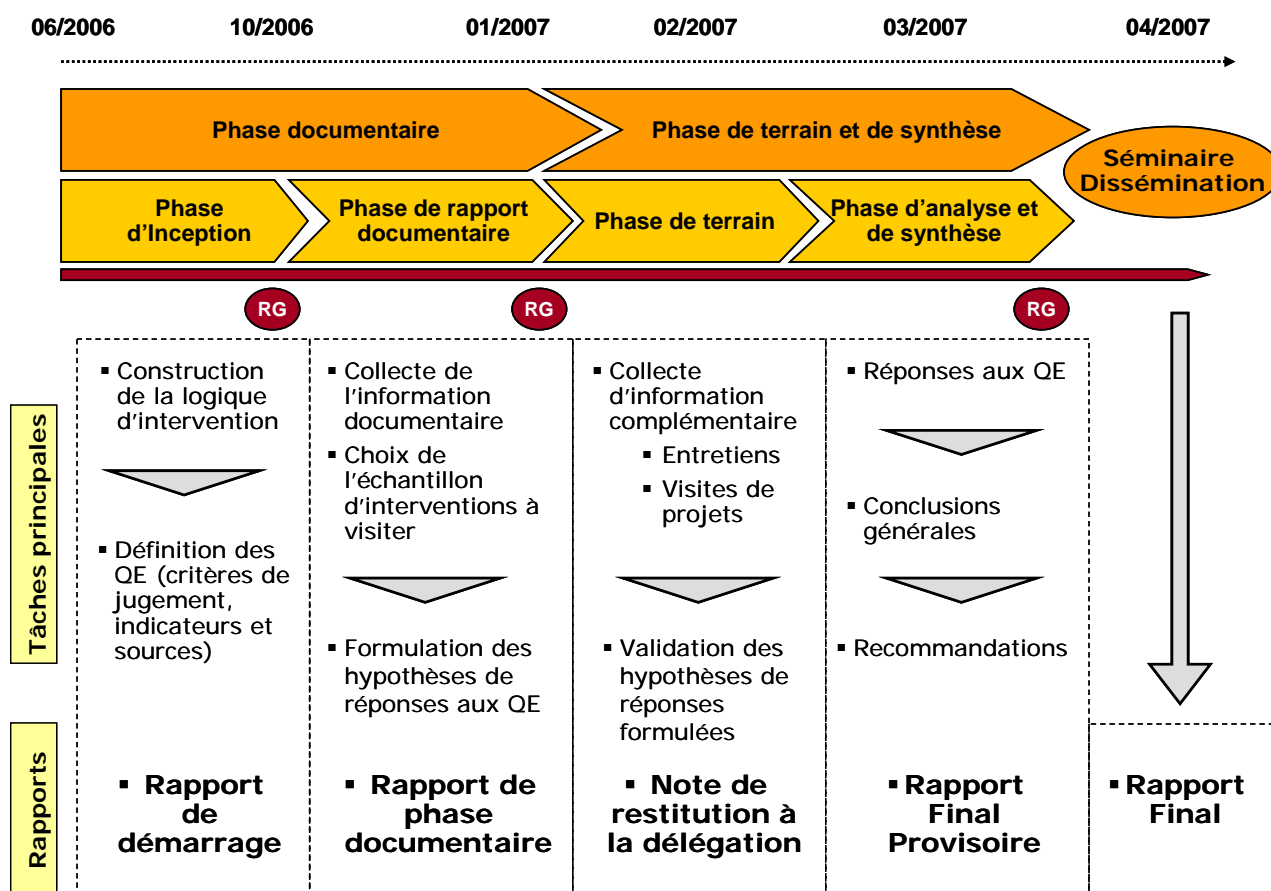 06/2006 10/2006 01/2007 02/2007 03/2007 04/2007
Phase documentaire
Phase de terrain et de synthèse
Séminaire
Dissémination
Phase
d'Inception
Phase de rapport
documentaire
Phase de terrain
Phase d'analyse et
de synthèse
RG
RG
RG
Tâches principales
▪ Construction
de la logique
d'intervention
▪ Définition des
QE (critères de
jugement,
indicateurs et
sources)
▪ Collecte de
l'information
documentaire
▪ Choix de
l'échantillon
d'interventions à
visiter
▪ Formulation des
hypothèses de
réponses aux QE
▪ Collecte
d'information
complémentaire
▪ Entretiens
▪ Visites de
projets
▪ Validation des
hypothèses de
réponses
formulées
▪ Réponses aux QE
▪ Conclusions
générales
▪ Recommandations
Rapports
▪ Rapport
de
démarrage
▪ Rapport de
phase
documentaire
▪ Note de
restitution à
la délégation
▪ Rapport
Final
Provisoire
▪ Rapport
Final